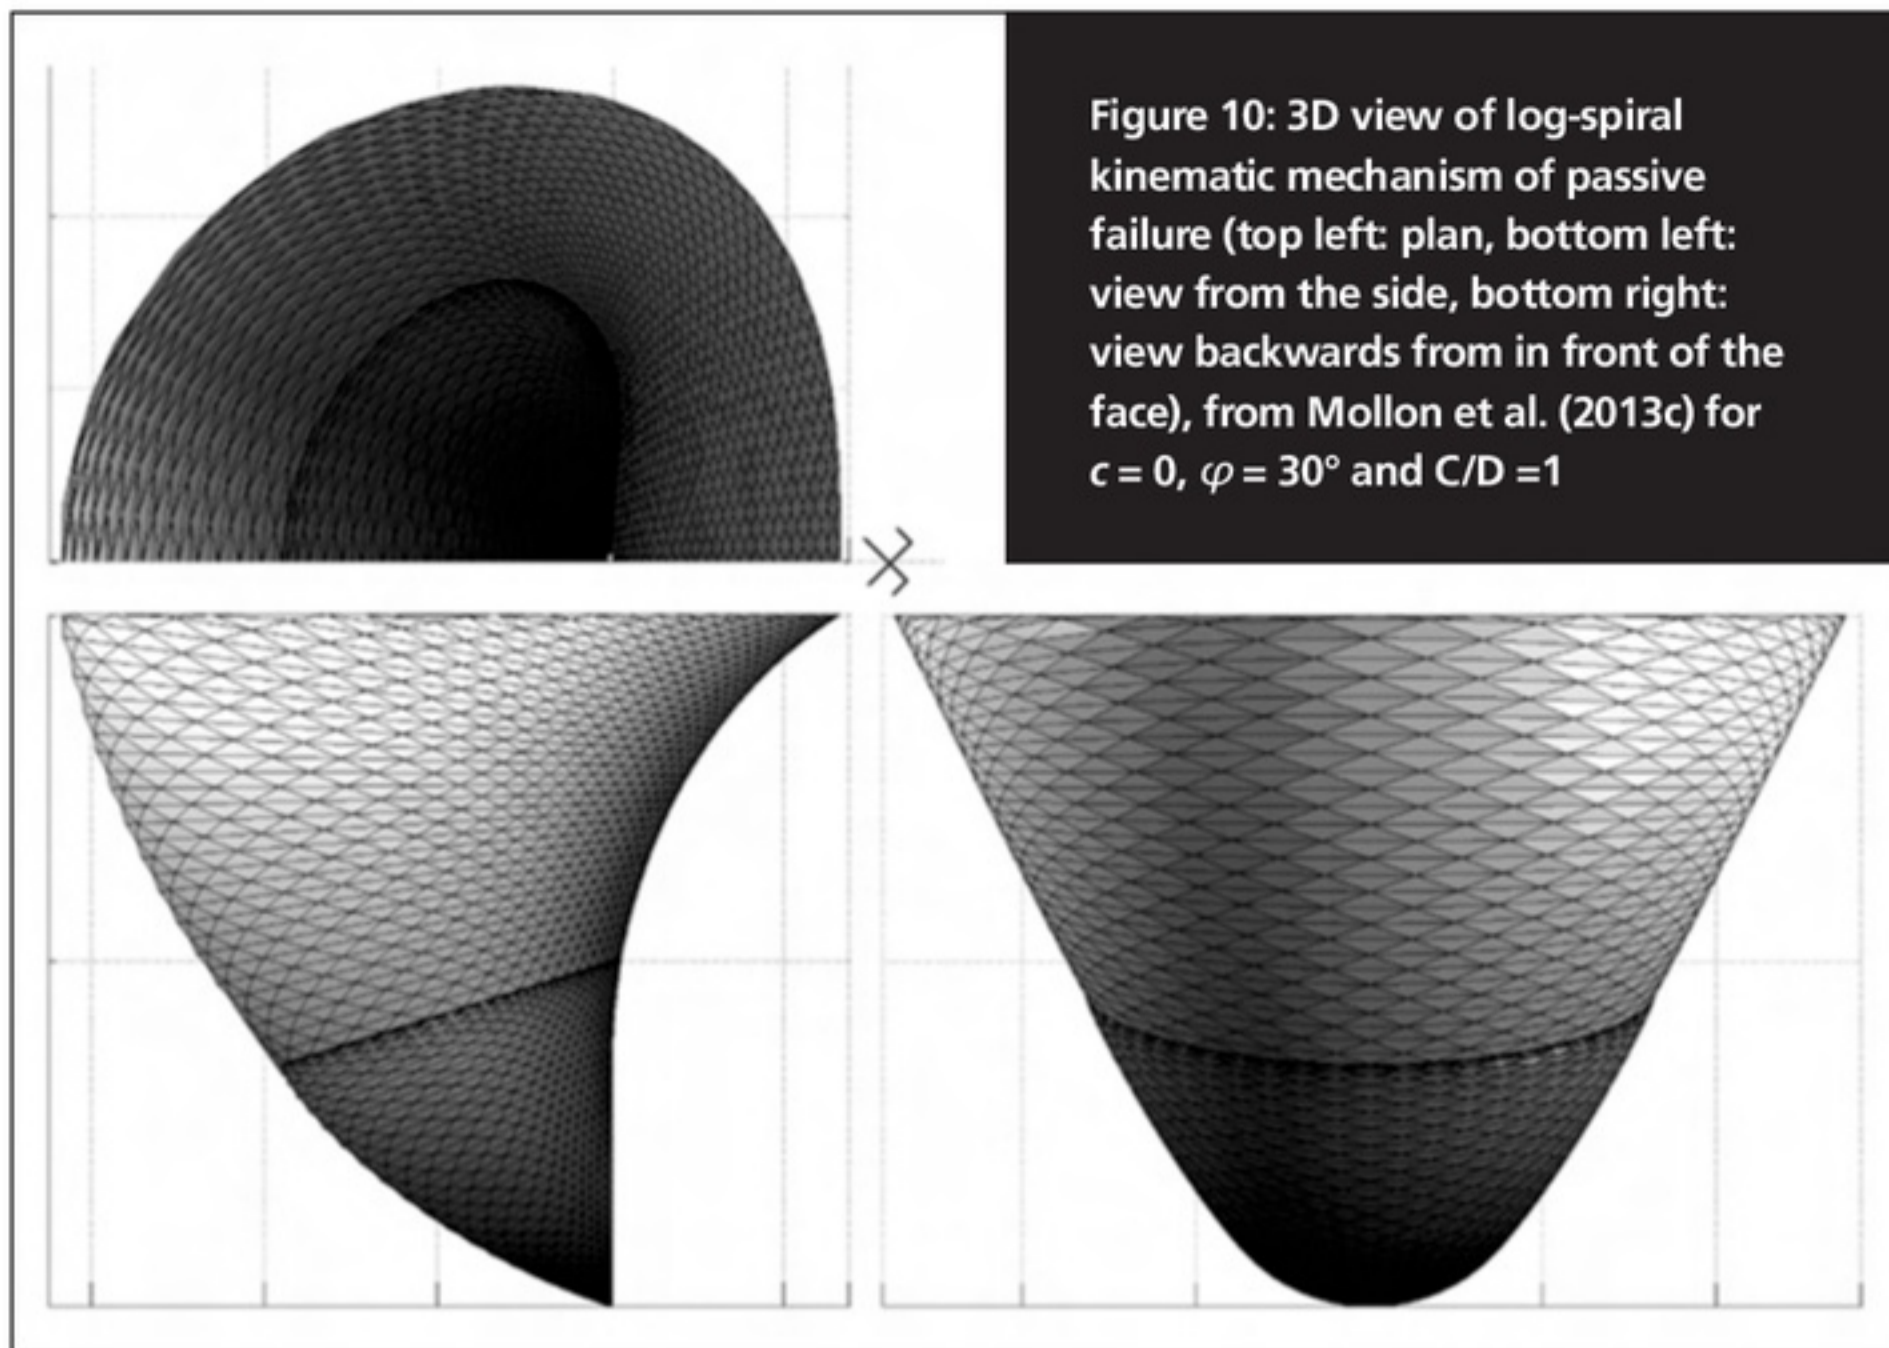 Figure 10: 3D view of log-spiral
kinematic mechanism of passive
failure (top left: plan, bottom left:
view from the side, bottom right:
view backwards from in front of the
face), from Mollon et al. (2013c) for
c = 0, φ = 30° and C/D =1